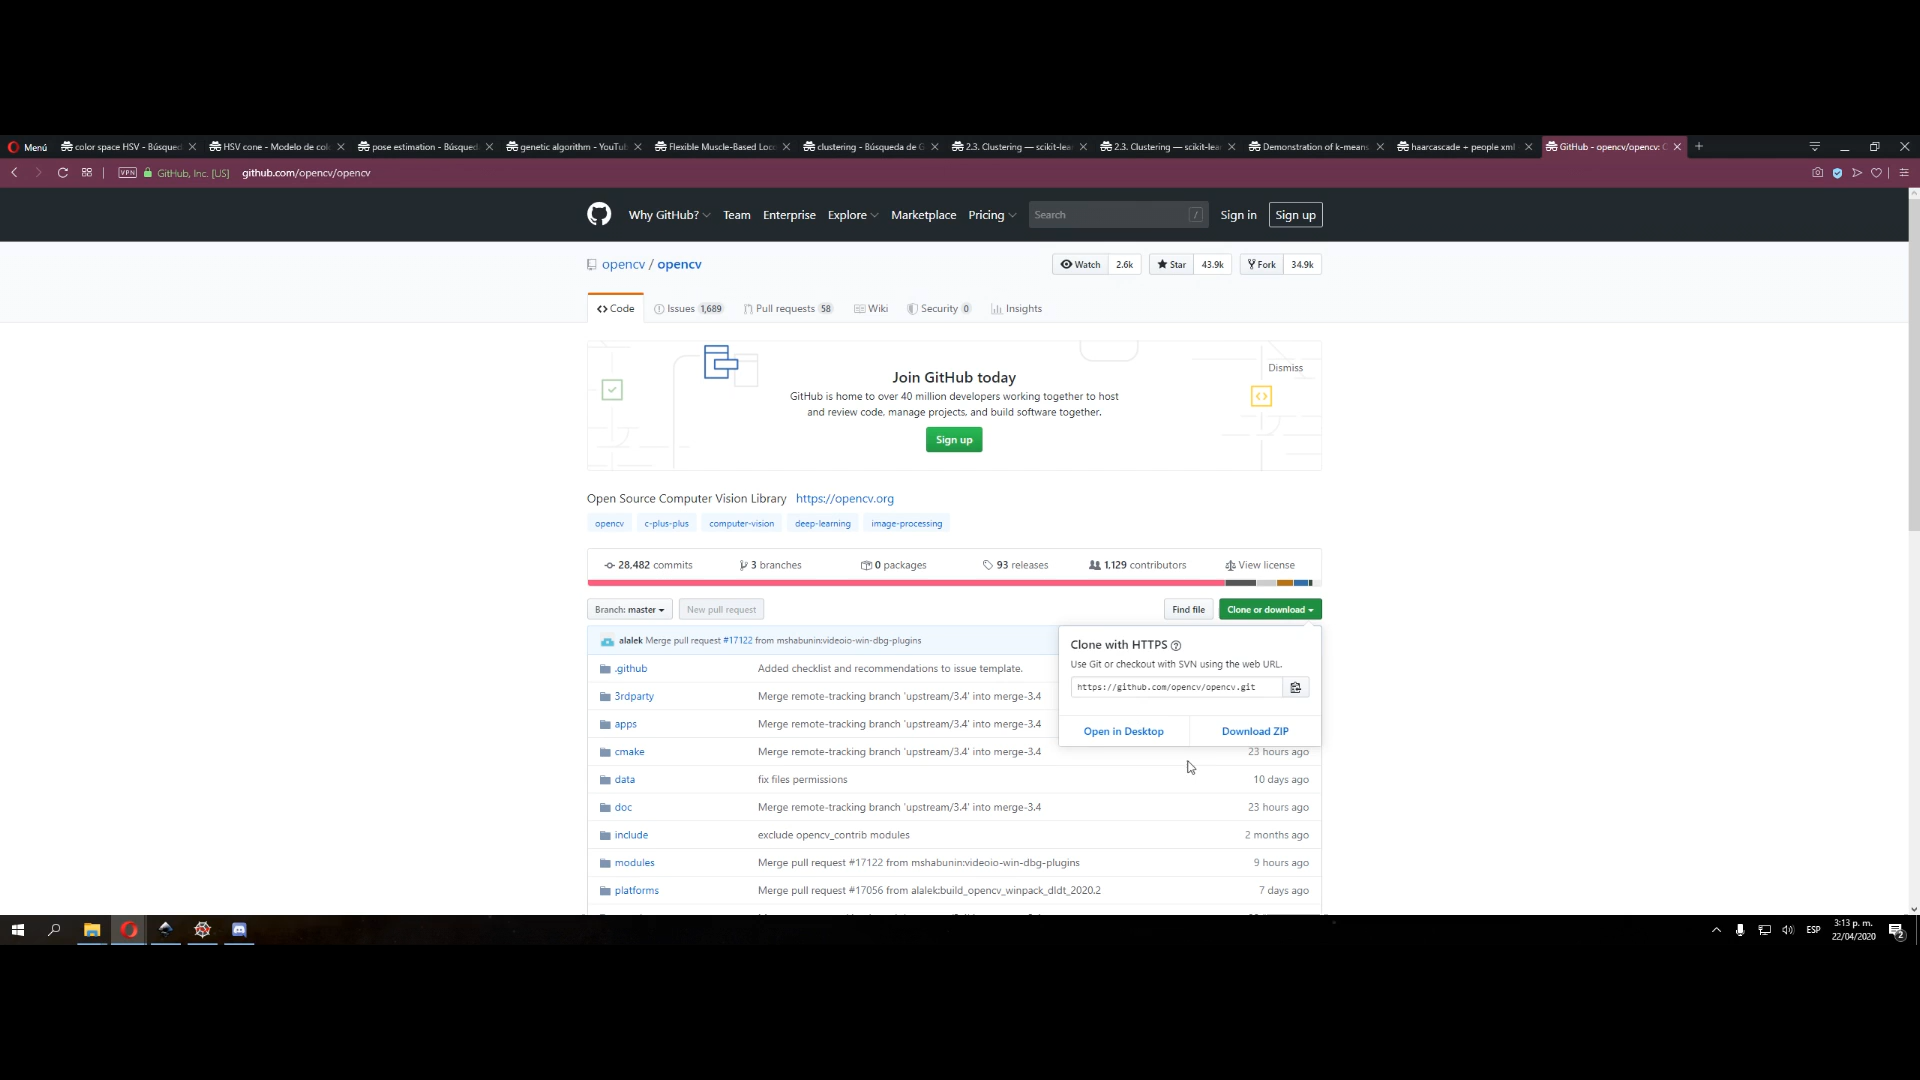 Menú
color space HSV - Búsqued
HSV cone - Modelo de col
pose estimation - Búsqued
genetic algorithm - YouTub
Flexible Muscle-Based Loco
clustering - Búsqueda de G
2.3. Clustering — scikit-lea
2.3. Clustering — scikit-lea
Demonstration of k-means
haarcascade + people xml
GitHub - opencv/opencv: O
VPN GitHub, Inc. [US] github.com/opencv/opencv
Why GitHub? Team Enterprise Explore Marketplace Pricing Search / Sign in Sign up
opencv / opencv
Watch 2.6k Star 43.9k Fork 34.9k
Code Issues 1,689 Pull requests 58 Wiki Security 0 Insights
Dismiss
Join GitHub today
GitHub is home to over 40 million developers working together to host
and review code, manage projects, and build software together.
Sign up
Open Source Computer Vision Library https://opencv.org
opencv c-plus-plus computer-vision deep-learning image-processing
28,482 commits 3 branches 0 packages 93 releases 1,129 contributors View license
Branch: master New pull request Find file Clone or download
alalek Merge pull request #17122 from mshabunin:videoio-win-dbg-plugins
Clone with HTTPS
Use Git or checkout with SVN using the web URL.
https://github.com/opencv/opencv.git
Open in Desktop Download ZIP
.github Added checklist and recommendations to issue template.
3rdparty Merge remote-tracking branch 'upstream/3.4' into merge-3.4
apps Merge remote-tracking branch 'upstream/3.4' into merge-3.4
cmake Merge remote-tracking branch 'upstream/3.4' into merge-3.4 23 hours ago
data fix files permissions 10 days ago
doc Merge remote-tracking branch 'upstream/3.4' into merge-3.4 23 hours ago
include exclude opencv_contrib modules 2 months ago
modules Merge pull request #17122 from mshabunin:videoio-win-dbg-plugins 9 hours ago
platforms Merge pull request #17056 from alalek:build_opencv_winpack_dldt_2020.2 7 days ago
ESP
3:13 p. m.
22/04/2020
2